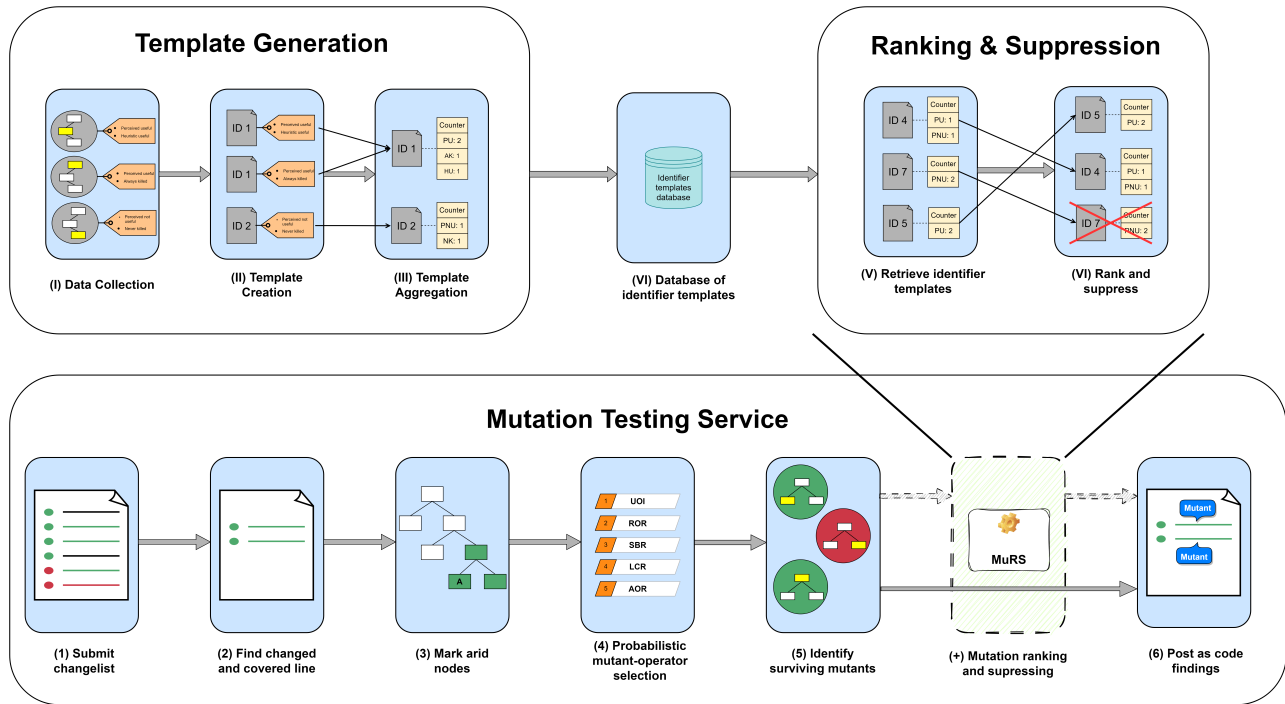 Template Generation
Perceived useful
Heuristic useful
Perceived useful
Always killed
Perceived not
useful
Never killed
(I) Data Collection
ID 1
Perceived useful
Heuristic useful
ID 1
Perceived useful
Always killed
ID 2
Perceived not
useful
Never killed
(II) Template
Creation
ID 1
Counter
PU: 2
AK: 1
HU: 1
ID 2
Counter
PNU: 1
NK: 1
(III) Template
Aggregation
Identifier
templates
database
(VI) Database of
identifier templates
Ranking & Suppression
ID 4
Counter
PU: 1
PNU: 1
ID 7
Counter
PNU: 2
ID 5
Counter
PU: 2
(V) Retrieve identifier
templates
ID 5
Counter
PU: 2
ID 4
Counter
PU: 1
PNU: 1
ID 7
Counter
PNU: 2
(VI) Rank and
suppress
Mutation Testing Service
(1) Submit
changelist
(2) Find changed
and covered line
A
(3) Mark arid
nodes
1 UOI
2 ROR
3 SBR
4 LCR
5 AOR
(4) Probabilistic
mutant-operator
selection
(5) Identify
surviving mutants
MuRS
(+) Mutation ranking
and supressing
Mutant
Mutant
(6) Post as code
findings